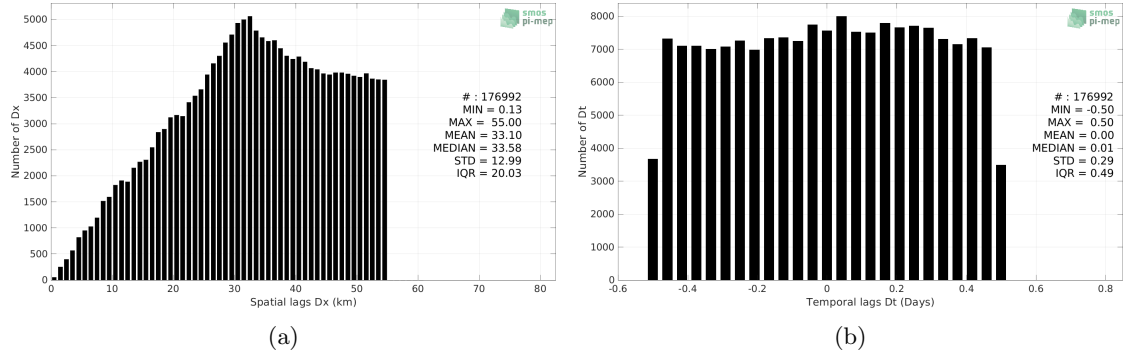 smos
pi-mep
Number of Dx
5000
4500
4000
3500
3000
2500
2000
1500
1000
500
0
# : 176992
MIN = 0.13
MAX = 55.00
MEAN = 33.10
MEDIAN = 33.58
STD = 12.99
IQR = 20.03
0 10 20 30 40 50 60 70 80
Spatial lags Dx (km)
(a)
smos
pi-mep
Number of Dt
8000
7000
6000
5000
4000
3000
2000
1000
0
# : 176992
MIN = -0.50
MAX = 0.50
MEAN = 0.00
MEDIAN = 0.01
STD = 0.29
IQR = 0.49
-0.6 -0.4 -0.2 0 0.2 0.4 0.6 0.8
Temporal lags Dt (Days)
(b)